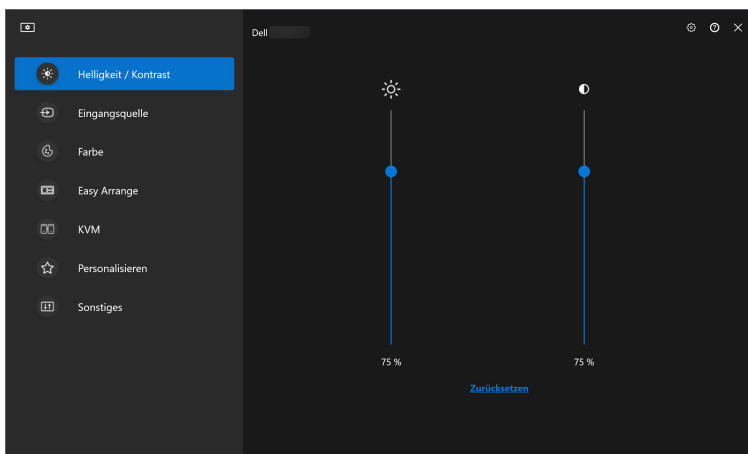 Dell
Helligkeit / Kontrast
Eingangsquelle
Farbe
Easy Arrange
KVM
Personalisieren
Sonstiges
75 %
75 %
Zurücksetzen